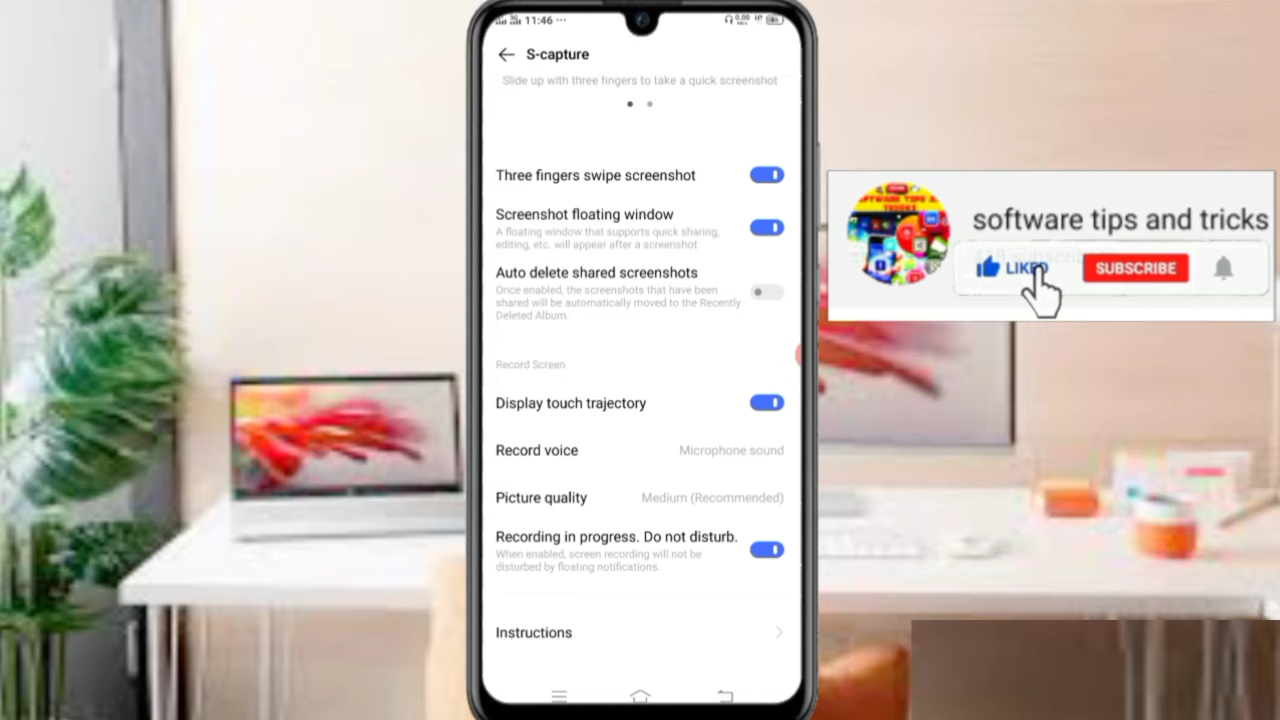 11:46 ···
0.00
S-capture
Slide up with three fingers to take a quick screenshot
Three fingers swipe screenshot
Screenshot floating window
A floating window that supports quick sharing,
editing, etc. will appear after a screenshot
Auto delete shared screenshots
Once enabled, the screenshots that have been
shared will be automatically moved to the Recently
Deleted Album.
Record Screen
Display touch trajectory
Record voice
Microphone sound
Picture quality
Medium (Recommended)
Recording in progress. Do not disturb.
When enabled, screen recording will not be
disturbed by floating notifications.
Instructions
software tips and tricks
LIKED
SUBSCRIBE